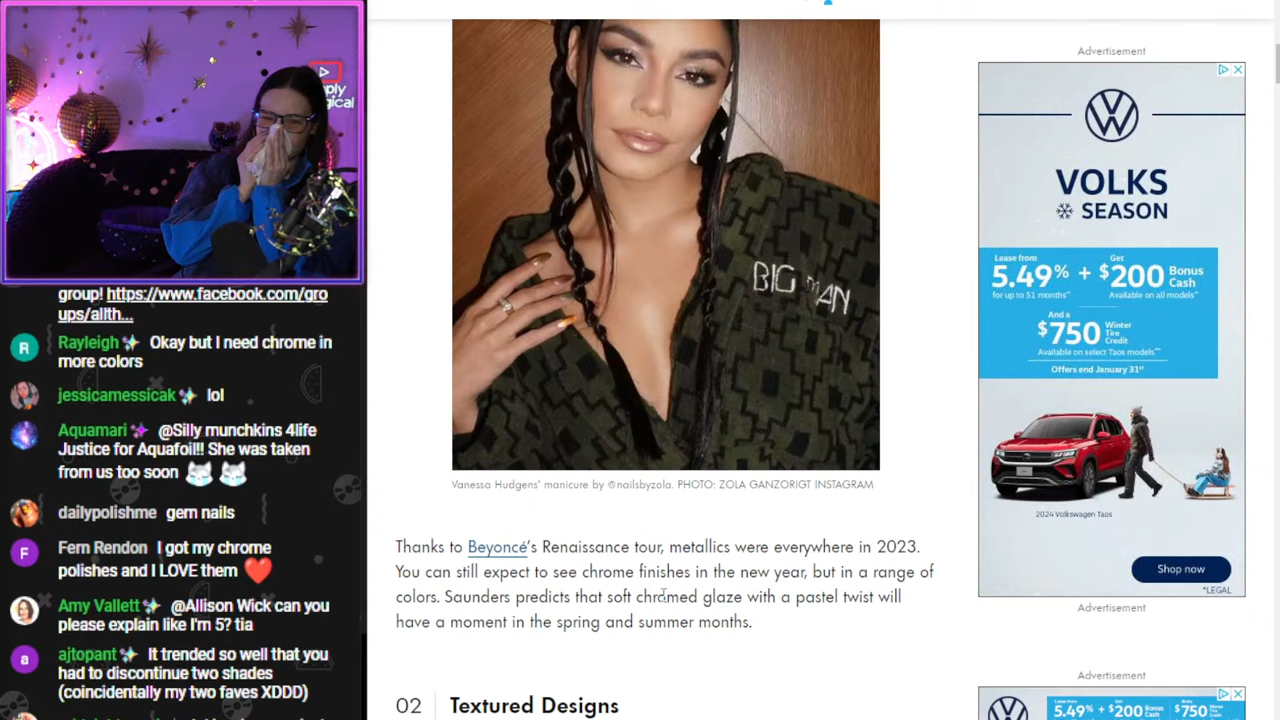 ply
gical
group! https://www.facebook.com/gro
ups/allth...
R
Rayleigh Okay but I need chrome in
more colors
jessicamessicak lol
Aquamari @Silly munchkins 4life
Justice for Aquafoil!! She was taken
from us too soon
dailypolishme gem nails
F
Fern Rendon I got my chrome
polishes and I LOVE them
Amy Vallett @Allison Wick can you
please explain like I'm 5? tia
a
ajtopant It trended so well that you
had to discontinue two shades
(coincidentally my two faves XDDD)
BIG MAN
Vanessa Hudgens' manicure by @nailsbyzola. PHOTO: ZOLA GANZORIGT INSTAGRAM
Thanks to Beyoncé's Renaissance tour, metallics were everywhere in 2023.
You can still expect to see chrome finishes in the new year, but in a range of
colors. Saunders predicts that soft chromed glaze with a pastel twist will
have a moment in the spring and summer months.
02 Textured Designs
Advertisement
VOLKS
SEASON
Lease from
5.49%
for up to 51 months**
+
Get
$200 Bonus Cash
Available on all models^
And a
$750 Winter Tire Credit
Available on select Taos models^^
Offers end January 31st
2024 Volkswagen Taos
Shop now
*LEGAL
Advertisement
Advertisement
Lease from
5.49% + Get $200 Bonus